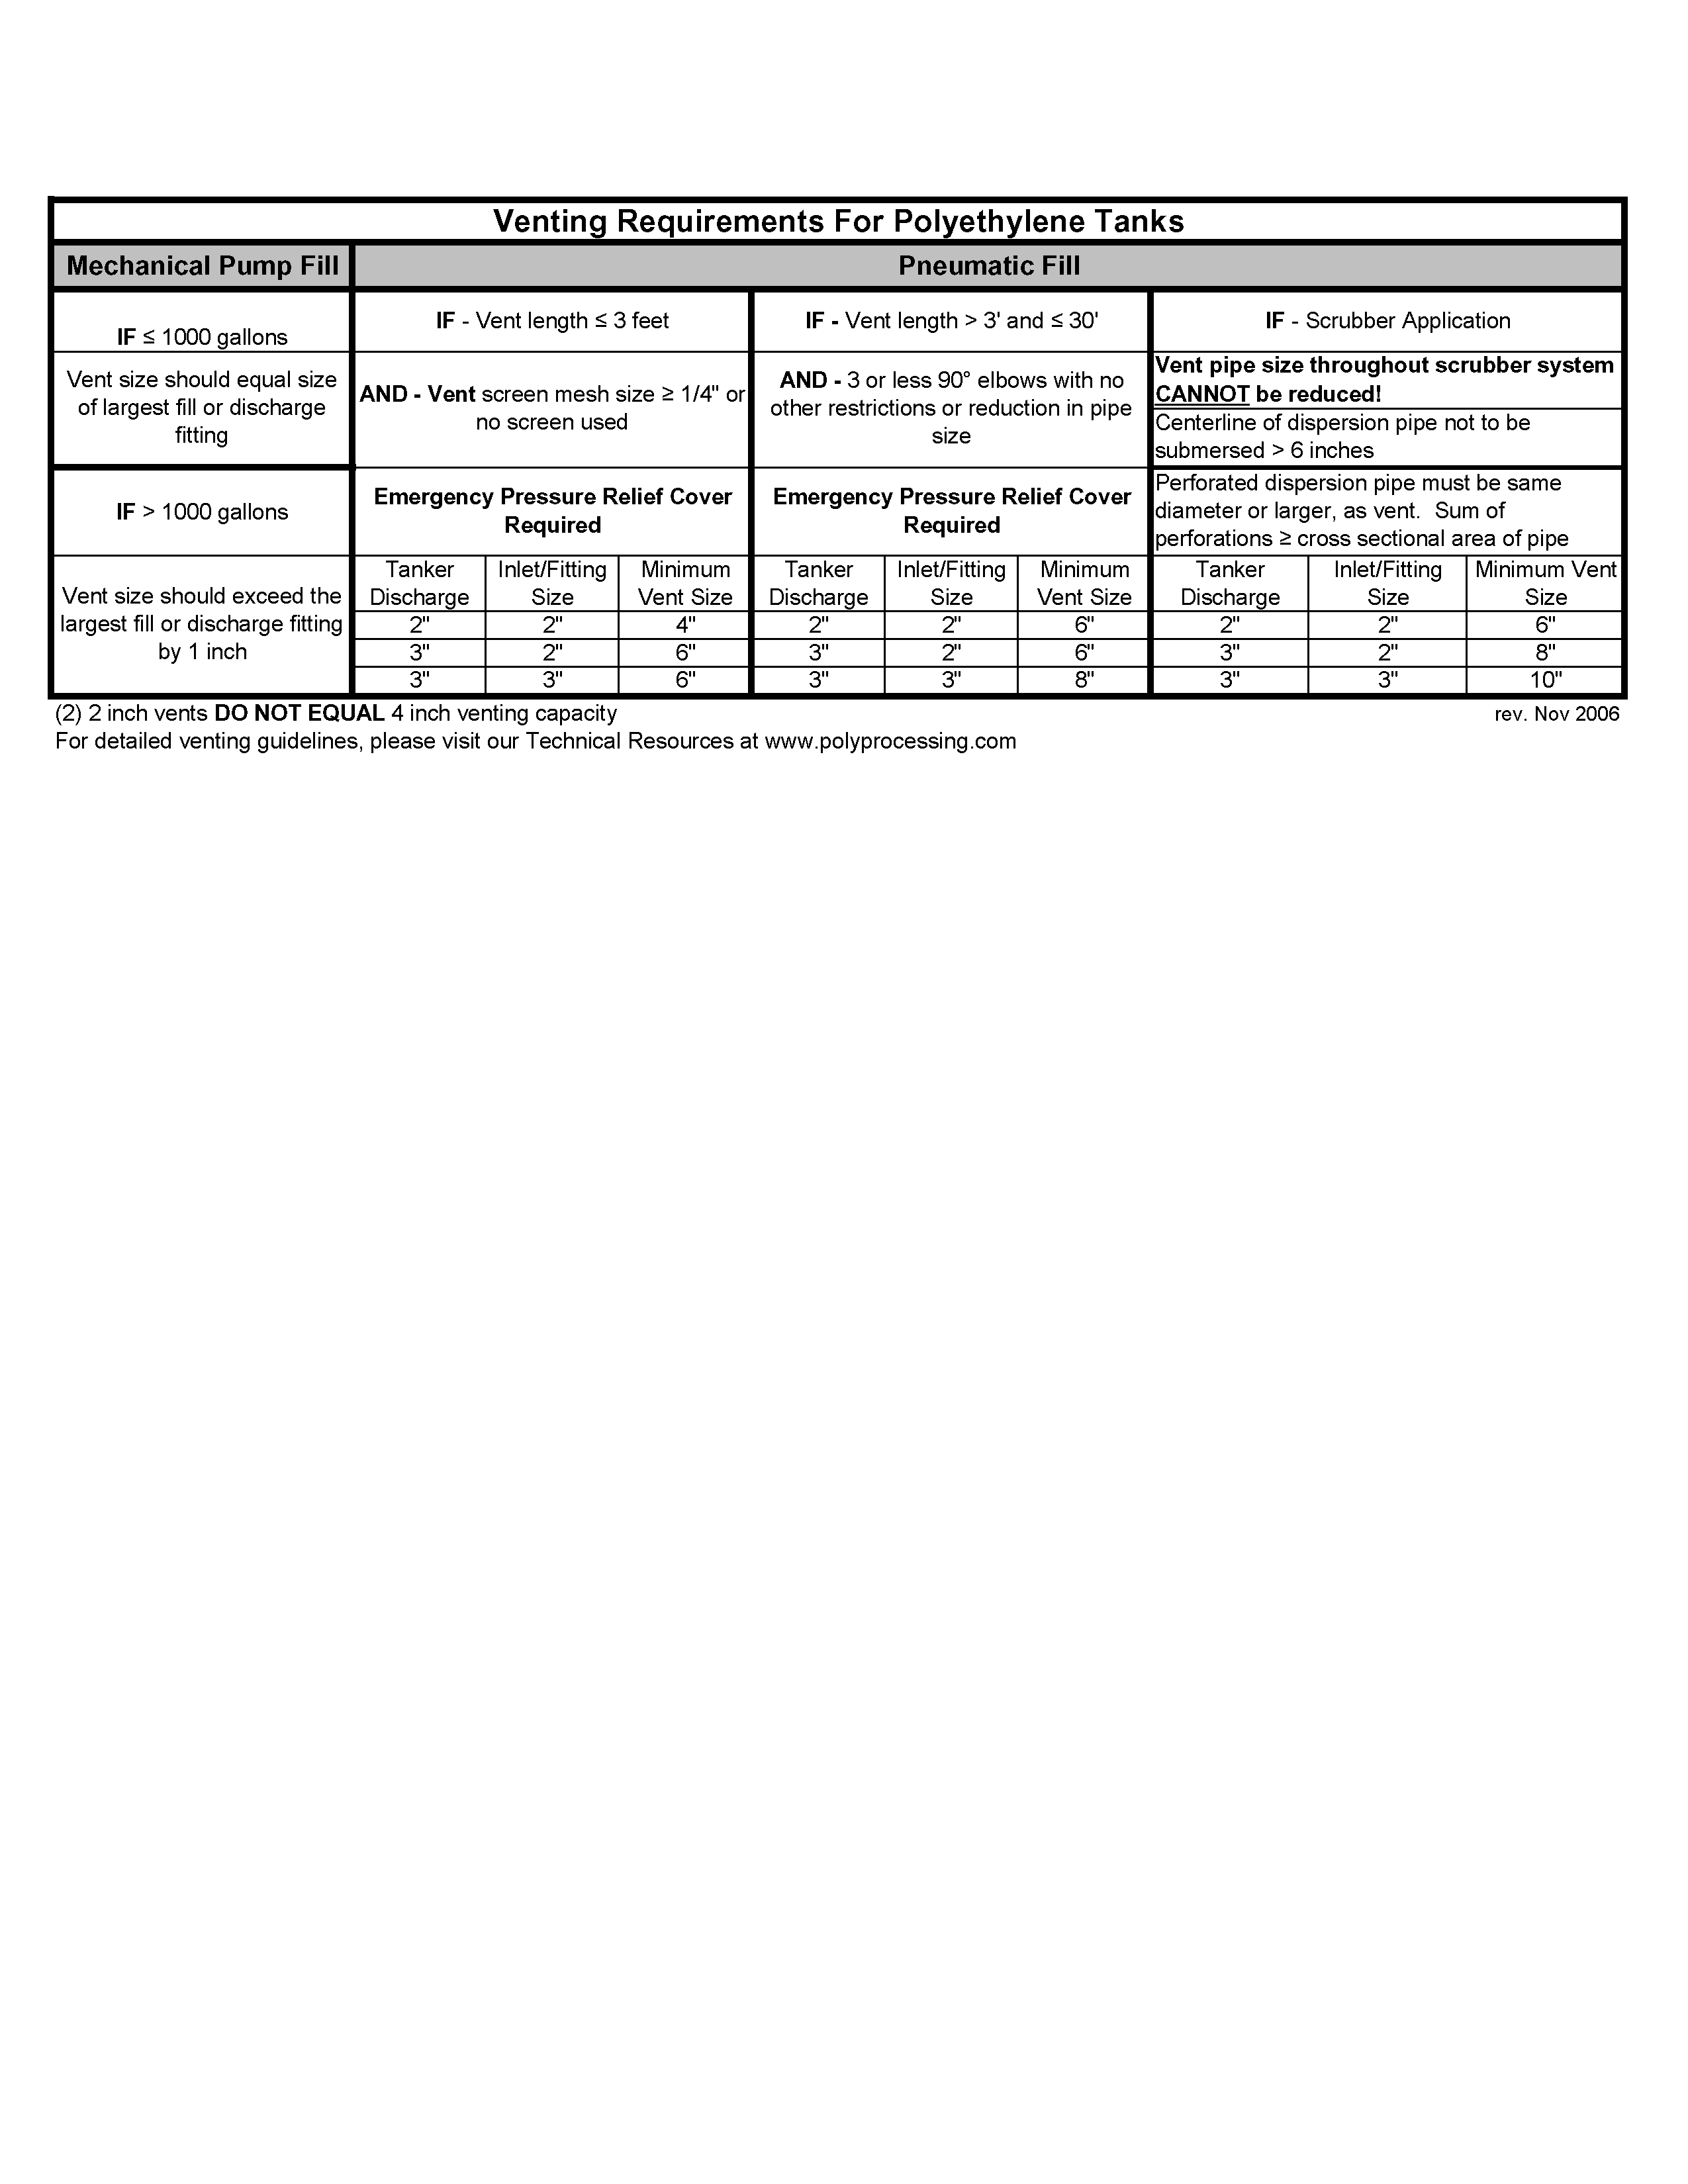 Venting Requirements For Polyethylene Tanks
Mechanical Pump Fill
Pneumatic Fill
IF ≤ 1000 gallons
IF - Vent length ≤ 3 feet
IF - Vent length > 3' and ≤ 30'
IF - Scrubber Application
Vent size should equal size
of largest fill or discharge
fitting
AND - Vent screen mesh size ≥ 1/4" or
no screen used
AND - 3 or less 90° elbows with no
other restrictions or reduction in pipe
size
Vent pipe size throughout scrubber system
CANNOT be reduced!
Centerline of dispersion pipe not to be
submersed > 6 inches
IF > 1000 gallons
Emergency Pressure Relief Cover
Required
Emergency Pressure Relief Cover
Required
Perforated dispersion pipe must be same
diameter or larger, as vent.  Sum of
perforations ≥ cross sectional area of pipe
Vent size should exceed the
largest fill or discharge fitting
by 1 inch
Tanker
Discharge
Inlet/Fitting
Size
Minimum
Vent Size
Tanker
Discharge
Inlet/Fitting
Size
Minimum
Vent Size
Tanker
Discharge
Inlet/Fitting
Size
Minimum Vent
Size
2" 2" 4" 2" 2" 6" 2" 2" 6"
3" 2" 6" 3" 2" 6" 3" 2" 8"
3" 3" 6" 3" 3" 8" 3" 3" 10"
(2) 2 inch vents DO NOT EQUAL 4 inch venting capacity
rev. Nov 2006
For detailed venting guidelines, please visit our Technical Resources at www.polyprocessing.com